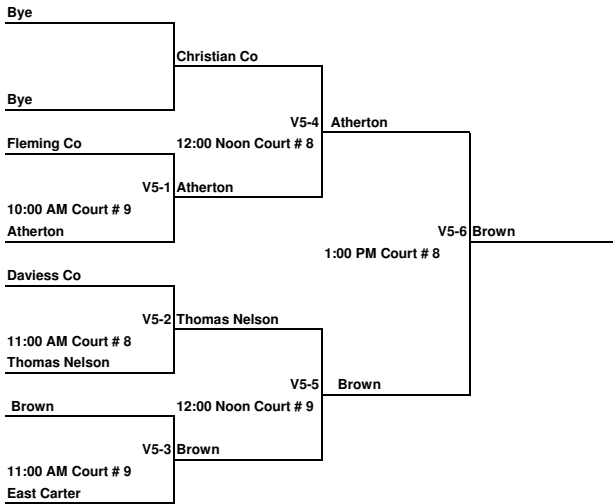 Bye
Christian Co
Bye
V5-4 Atherton
Fleming Co
12:00 Noon Court # 8
V5-1 Atherton
10:00 AM Court # 9
Atherton
V5-6 Brown
1:00 PM Court # 8
Daviess Co
V5-2 Thomas Nelson
11:00 AM Court # 8
Thomas Nelson
V5-5 Brown
Brown
12:00 Noon Court # 9
V5-3 Brown
11:00 AM Court # 9
East Carter